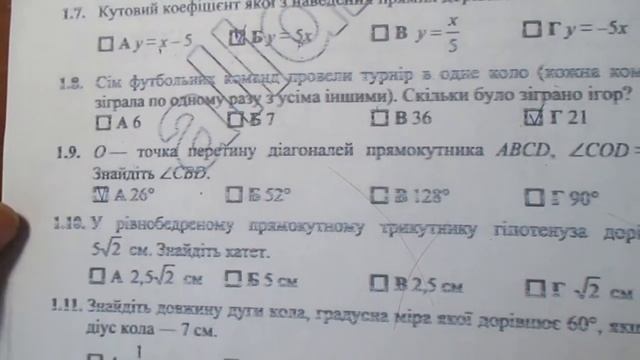 1.7. Кутовий коефіцієнт якої з наведених прямих
А y = x − 5 Б y = 5x В y = x/5 Г y = −5x
1.8. Сім футбольних команд провели турнір в одне коло (кожна
зіграла по одному разу з усіма іншими). Скільки було зіграно ігор?
А 6 Б 7 В 36 Г 21
1.9. O — точка перетину діагоналей прямокутника ABCD, ∠COD =
Знайдіть ∠CBD.
А 26° Б 52° В 128° Г 90°
1.10. У рівнобедреному прямокутному трикутнику гіпотенуза
5√2 см. Знайдіть катет.
А 2,5√2 см Б 5 см В 2,5 см Г √2 см
1.11. Знайдіть довжину дуги кола, градусна міра якої дорівнює 60°, якщо
діус кола — 7 см.
1